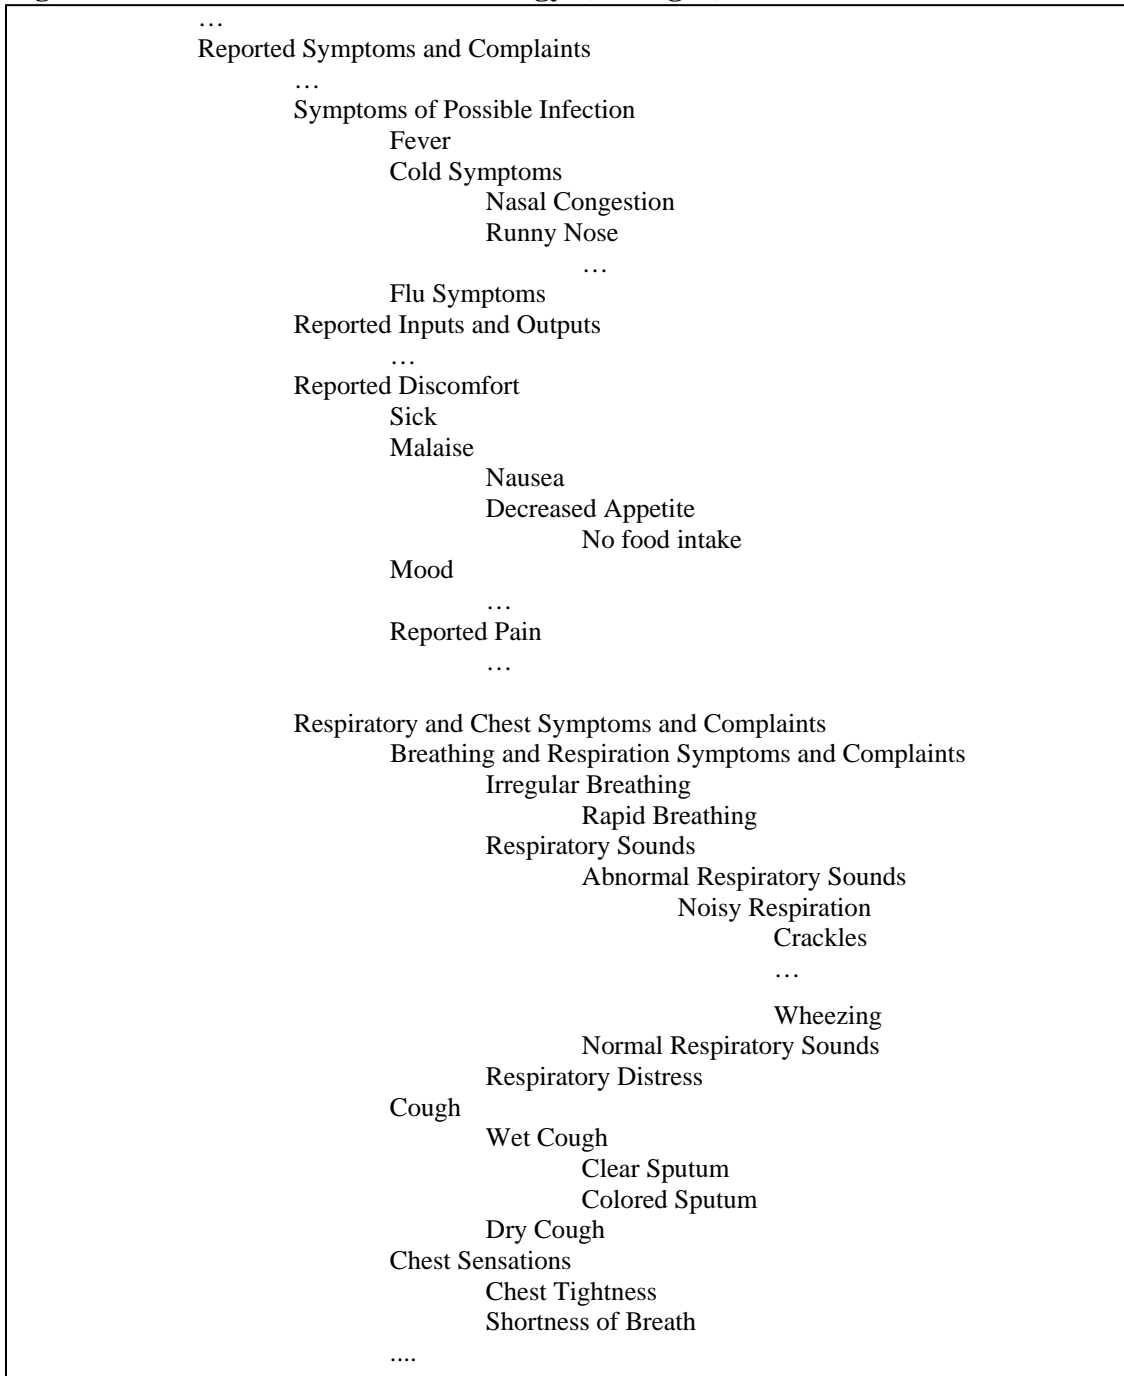 …
Reported Symptoms and Complaints
…
Symptoms of Possible Infection
Fever
Cold Symptoms
Nasal Congestion
Runny Nose
…
Flu Symptoms
Reported Inputs and Outputs
…
Reported Discomfort
Sick
Malaise
Nausea
Decreased Appetite
No food intake
Mood
…
Reported Pain
…
Respiratory and Chest Symptoms and Complaints
Breathing and Respiration Symptoms and Complaints
Irregular Breathing
Rapid Breathing
Respiratory Sounds
Abnormal Respiratory Sounds
Noisy Respiration
Crackles
…
Wheezing
Normal Respiratory Sounds
Respiratory Distress
Cough
Wet Cough
Clear Sputum
Colored Sputum
Dry Cough
Chest Sensations
Chest Tightness
Shortness of Breath
....